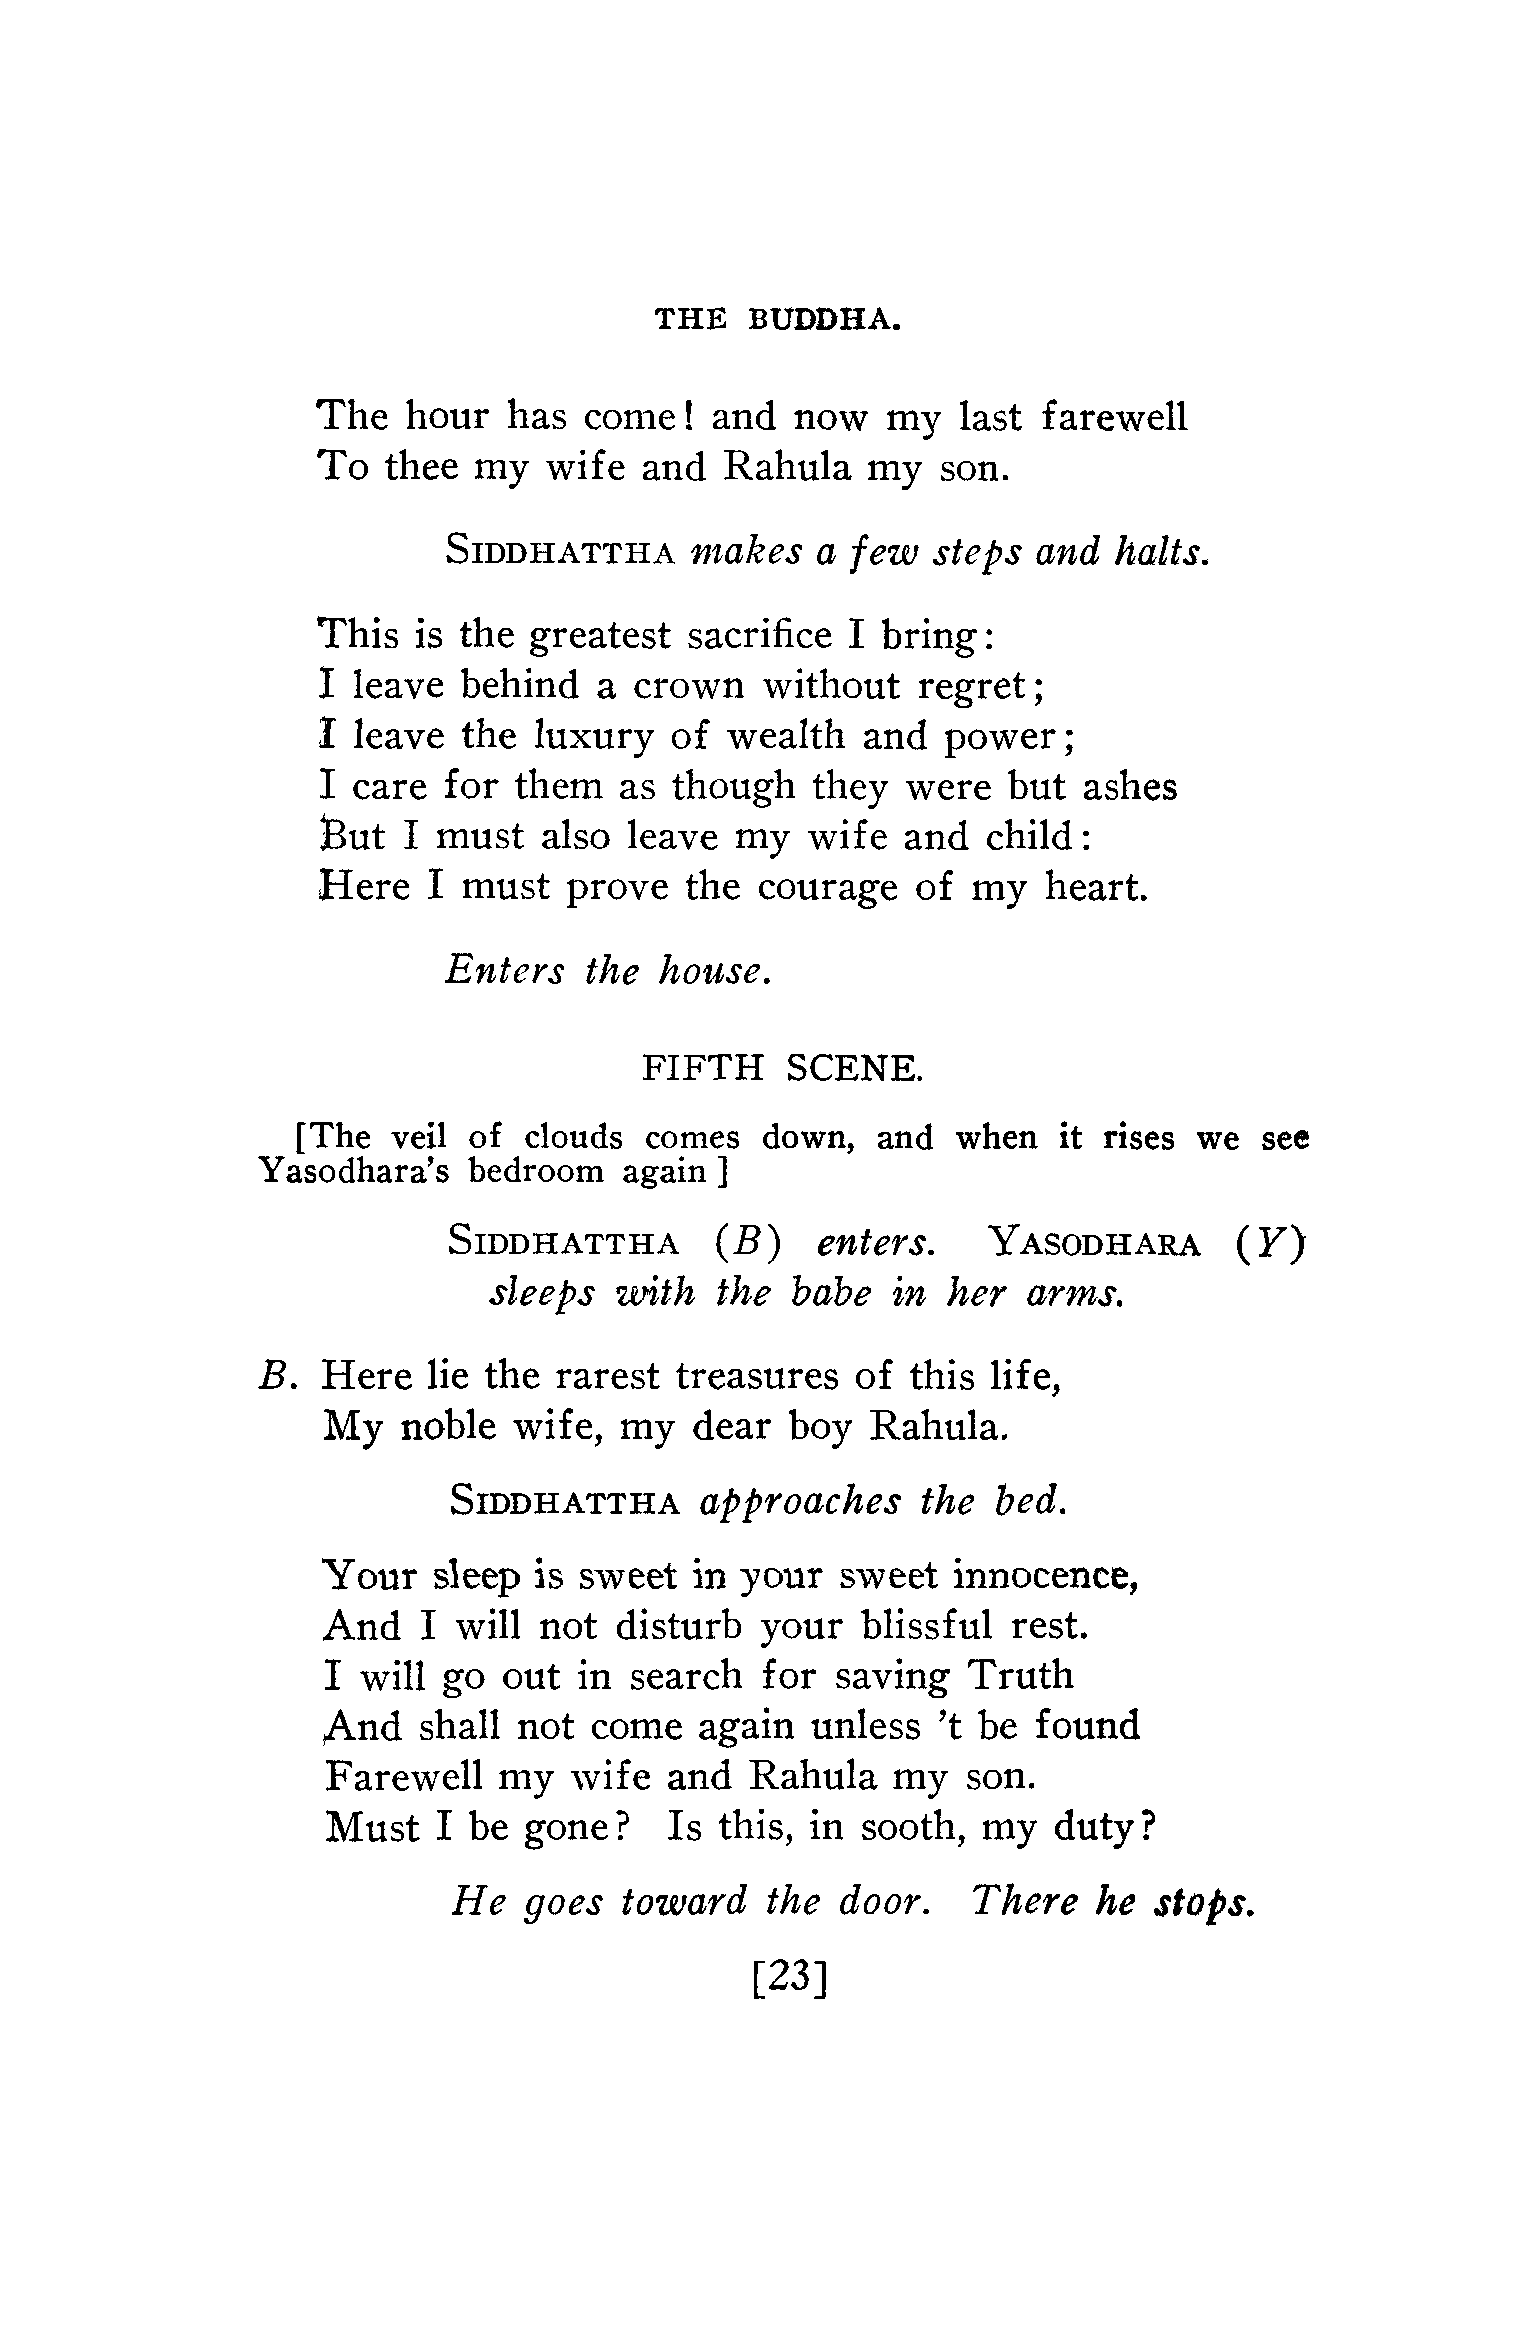 THE BUDDHA.
The hour has come! and now my last farewell
To thee my wife and Rahula my son.
SIDDHATTHA makes a few steps and halts.
This is the greatest sacrifice I bring:
I leave behind a crown without regret;
I leave the luxury of wealth and power;
I care for them as though they were but ashes
But I must also leave my wife and child:
Here I must prove the courage of my heart.
Enters the house.
FIFTH SCENE.
[The veil of clouds comes down, and when it rises we see
Yasodhara's bedroom again]
SIDDHATTHA (B) enters. YASODHARA (Y)
sleeps with the babe in her arms.
B. Here lie the rarest treasures of this life,
My noble wife, my dear boy Rahula.
SIDDHATTHA approaches the bed.
Your sleep is sweet in your sweet innocence,
And I will not disturb your blissful rest.
I will go out in search for saving Truth
And shall not come again unless 't be found
Farewell my wife and Rahula my son.
Must I be gone? Is this, in sooth, my duty?
He goes toward the door. There he stops.
[23]